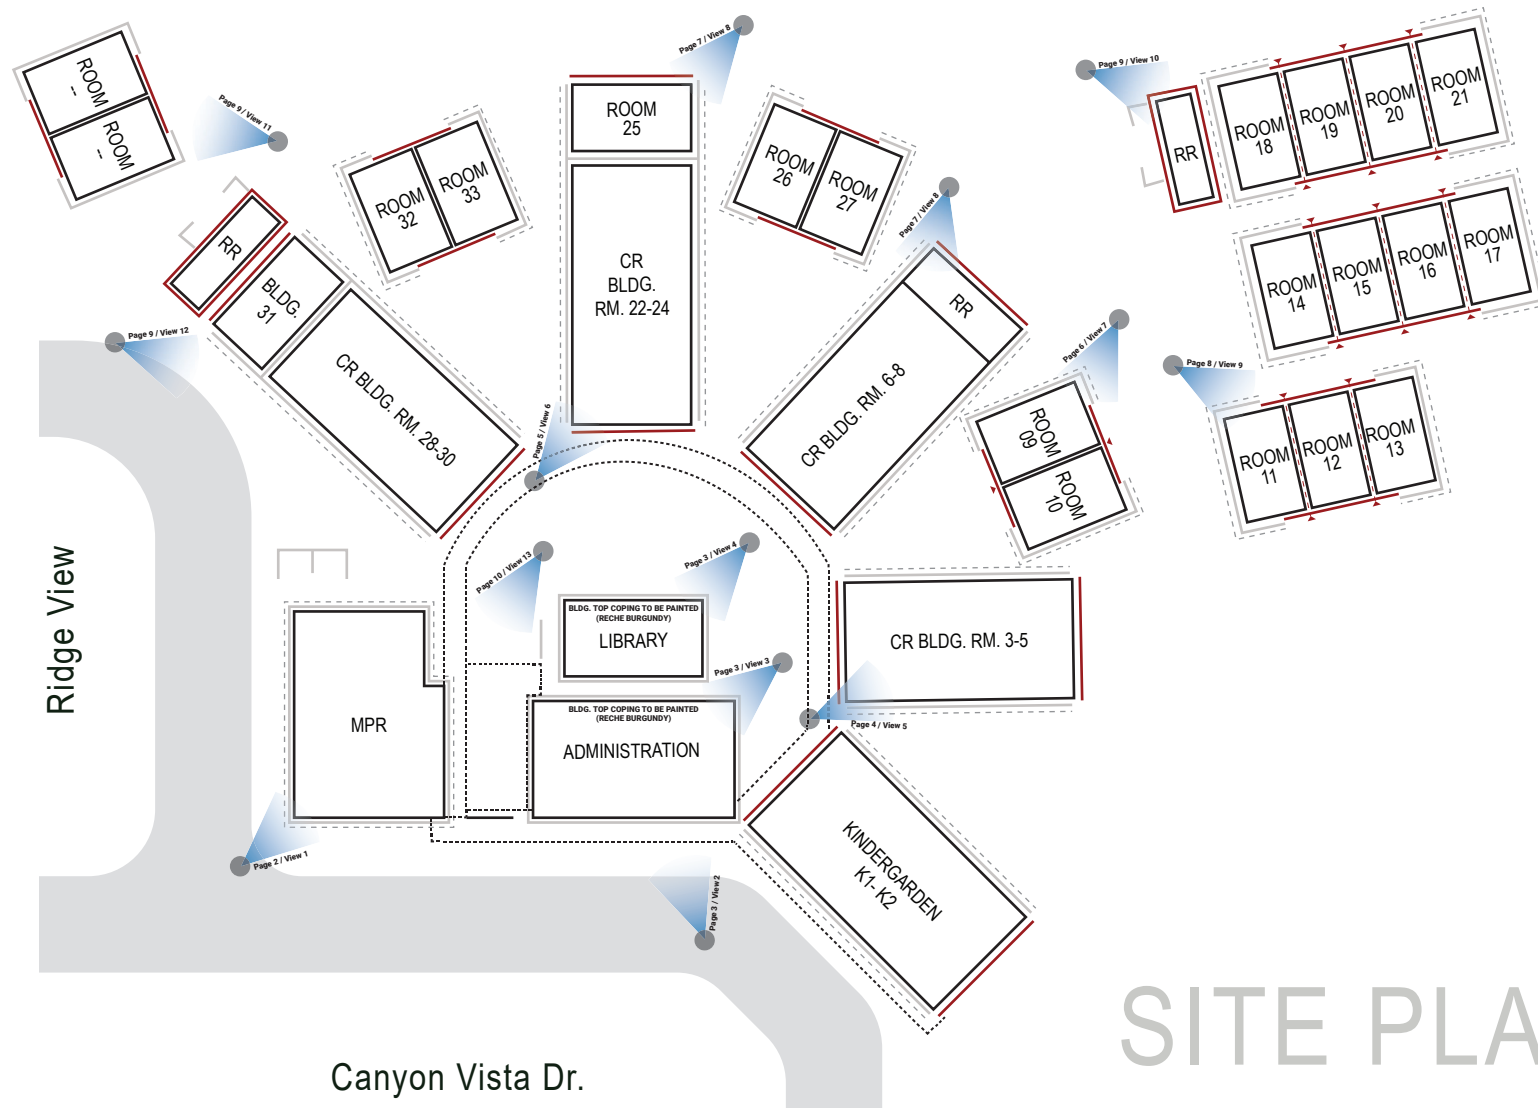 Page 7 / View 8
Page 9 / View 10
ROOM
--
ROOM
--
Page 9 / View 11
ROOM
32
ROOM
33
ROOM
25
CR
BLDG.
RM. 22-24
ROOM
26
ROOM
27
Page 7 / View 8
RR
ROOM
18
ROOM
19
ROOM
20
ROOM
21
ROOM
14
ROOM
15
ROOM
16
ROOM
17
RR
BLDG.
31
CR BLDG. RM. 28-30
Page 9 / View 12
Page 5 / View 6
RR
CR BLDG. RM. 6-8
Page 6 / View 7
Page 8 / View 9
ROOM
09
ROOM
10
ROOM
11
ROOM
12
ROOM
13
Page 10 / View 13
Page 3 / View 4
BLDG. TOP COPING TO BE PAINTED
(RECHE BURGUNDY)
LIBRARY
CR BLDG. RM. 3-5
Page 3 / View 3
BLDG. TOP COPING TO BE PAINTED
(RECHE BURGUNDY)
ADMINISTRATION
Page 4 / View 5
MPR
Ridge View
Page 2 / View 1
Page 3 / View 2
KINDERGARDEN
K1- K2
SITE PLA
Canyon Vista Dr.